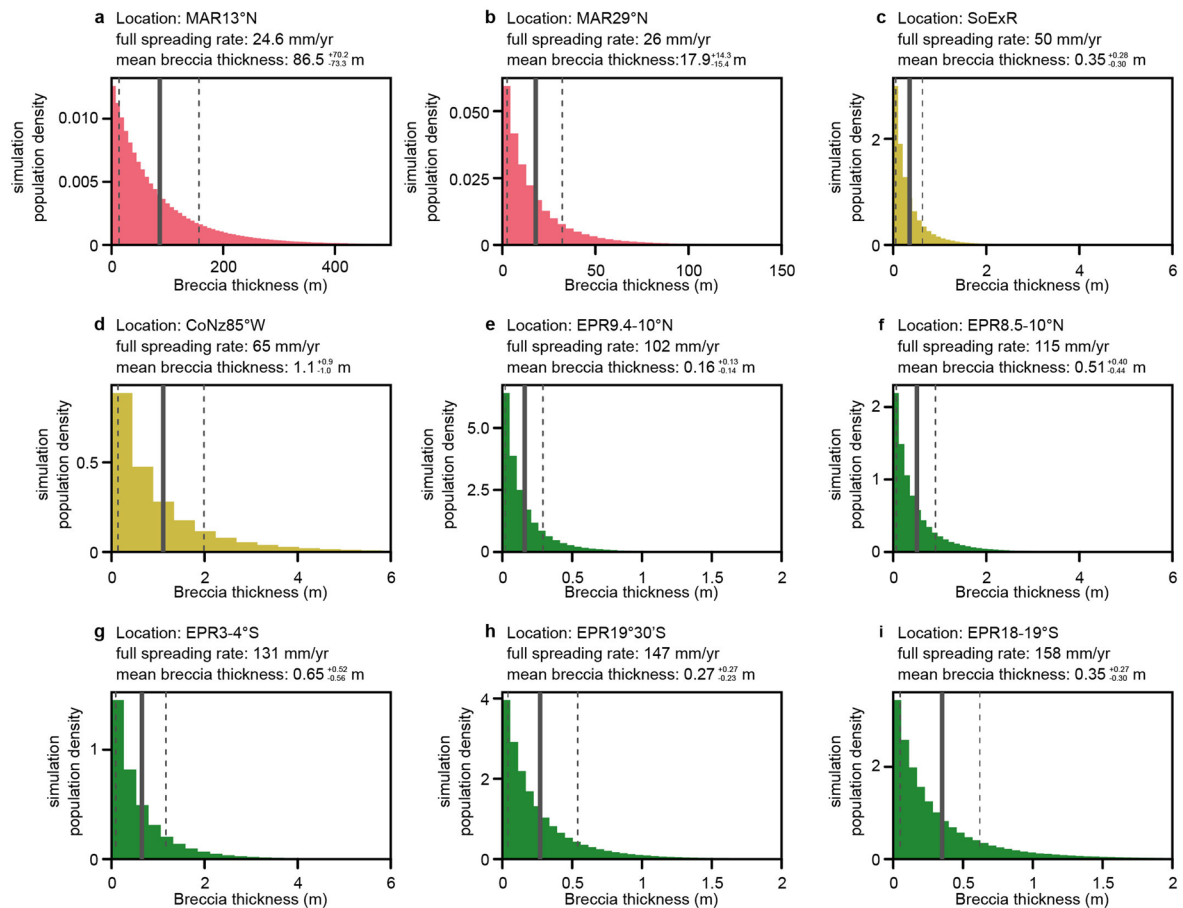 a Location: MAR13°N
full spreading rate: 24.6 mm/yr
mean breccia thickness: 86.5 +70.2 -73.3 m
simulation
population density
0.010
0.005
0
0 200 400
Breccia thickness (m)
b Location: MAR29°N
full spreading rate: 26 mm/yr
mean breccia thickness:17.9 +14.3 -15.4 m
simulation
population density
0.050
0.025
0
0 50 100 150
Breccia thickness (m)
c Location: SoExR
full spreading rate: 50 mm/yr
mean breccia thickness: 0.35 +0.28 -0.30 m
simulation
population density
2
0
0 2 4 6
Breccia thickness (m)
d Location: CoNz85°W
full spreading rate: 65 mm/yr
mean breccia thickness: 1.1 +0.9 -1.0 m
simulation
population density
0.5
0
0 2 4 6
Breccia thickness (m)
e Location: EPR9.4-10°N
full spreading rate: 102 mm/yr
mean breccia thickness: 0.16 +0.13 -0.14 m
simulation
population density
5.0
2.5
0
0 0.5 1 1.5 2
Breccia thickness (m)
f Location: EPR8.5-10°N
full spreading rate: 115 mm/yr
mean breccia thickness: 0.51 +0.40 -0.44 m
simulation
population density
2
1
0
0 2 4 6
Breccia thickness (m)
g Location: EPR3-4°S
full spreading rate: 131 mm/yr
mean breccia thickness: 0.65 +0.52 -0.56 m
simulation
population density
1
0
0 2 4 6
Breccia thickness (m)
h Location: EPR19°30'S
full spreading rate: 147 mm/yr
mean breccia thickness: 0.27 +0.27 -0.23 m
simulation
population density
4
2
0
0 0.5 1 1.5 2
Breccia thickness (m)
i Location: EPR18-19°S
full spreading rate: 158 mm/yr
mean breccia thickness: 0.35 +0.27 -0.30 m
simulation
population density
2
0
0 0.5 1 1.5 2
Breccia thickness (m)